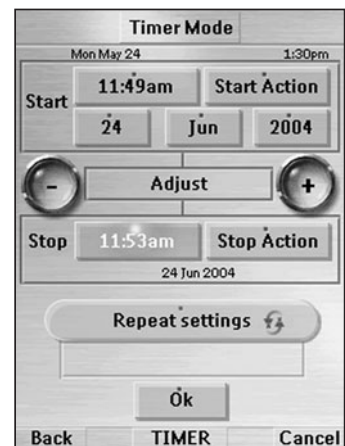 Timer Mode
Mon May 24 1:30pm
Start 11:49am Start Action
24 Jun 2004
- Adjust +
Stop 11:53am Stop Action
24 Jun 2004
Repeat settings
Ok
Back TIMER Cancel